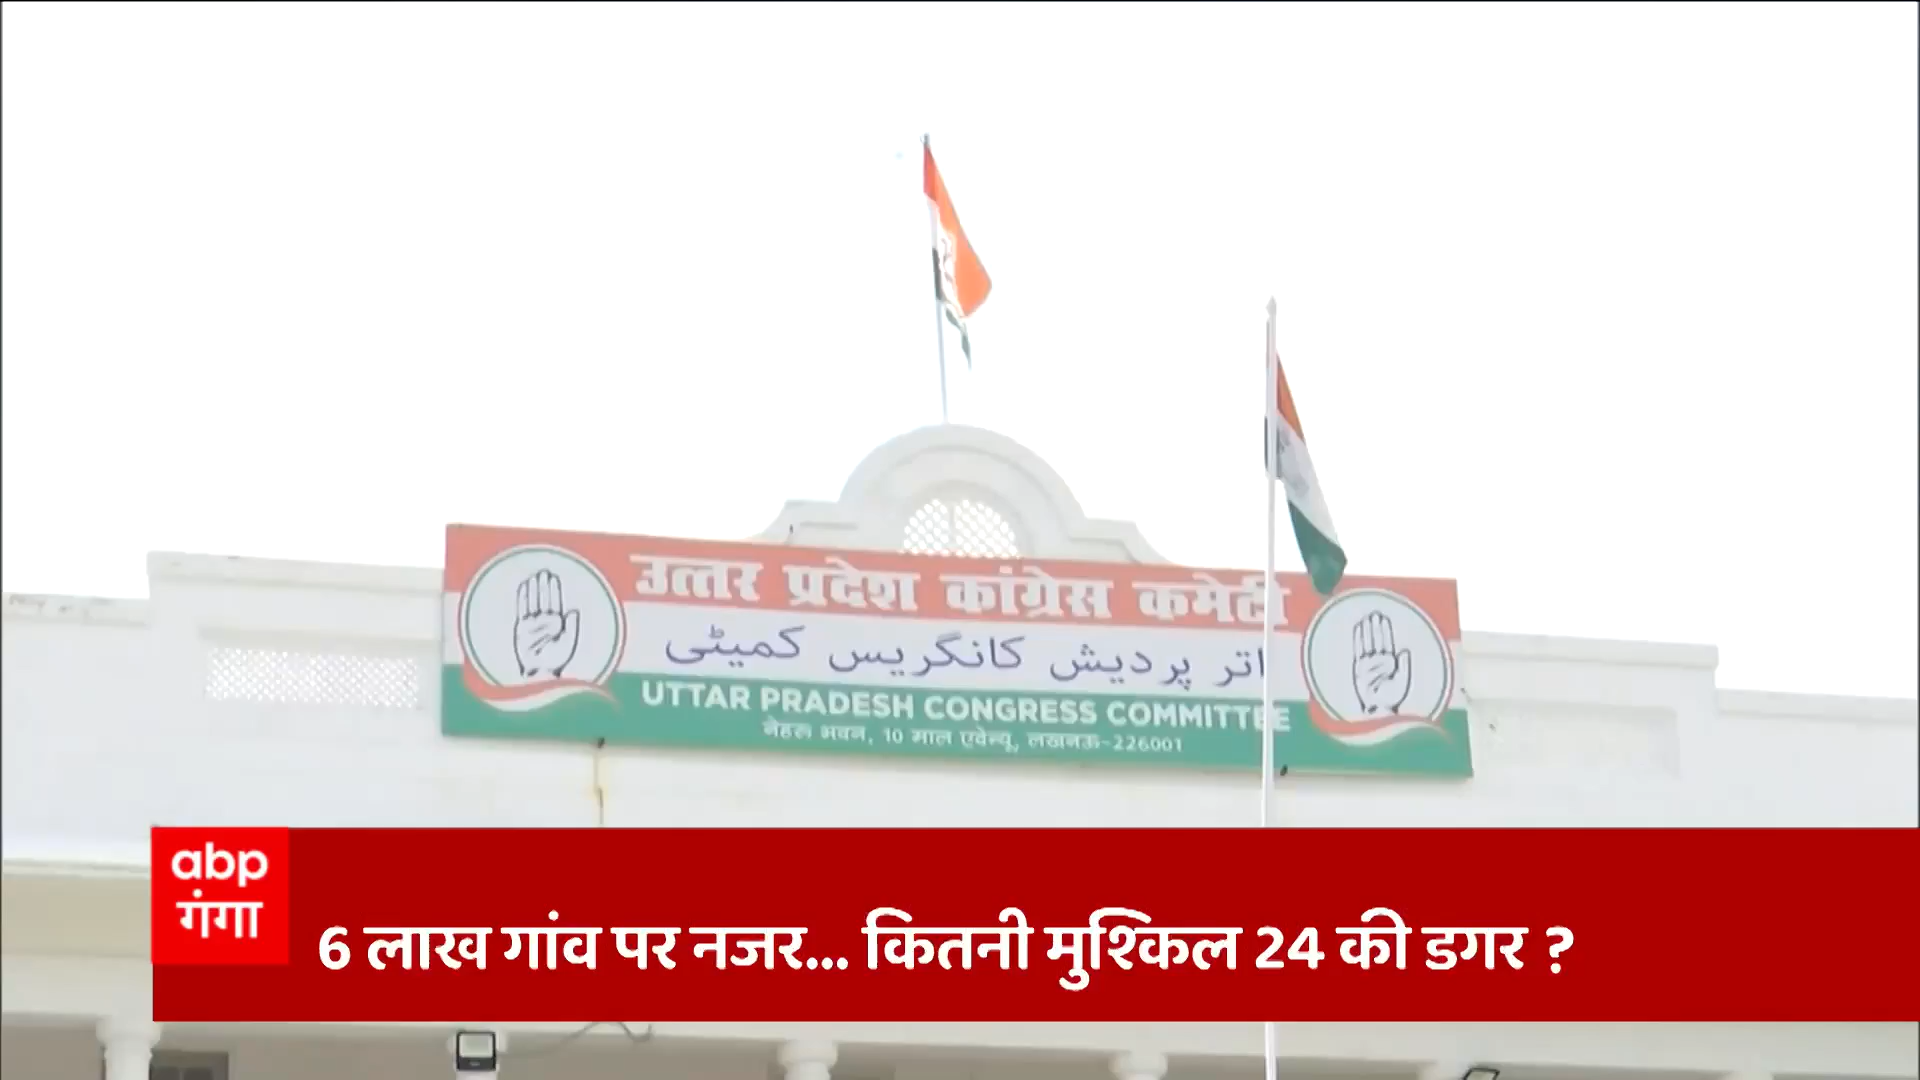 उत्तर प्रदेश कांग्रेस कमेटी
اتر پردیش کانگریس کمیٹی
UTTAR PRADESH CONGRESS COMMITTEE
नेहरू भवन, 10 माल एवेन्यू, लखनऊ-226001
abp
गंगा
6 लाख गांव पर नजर... कितनी मुश्किल 24 की डगर ?